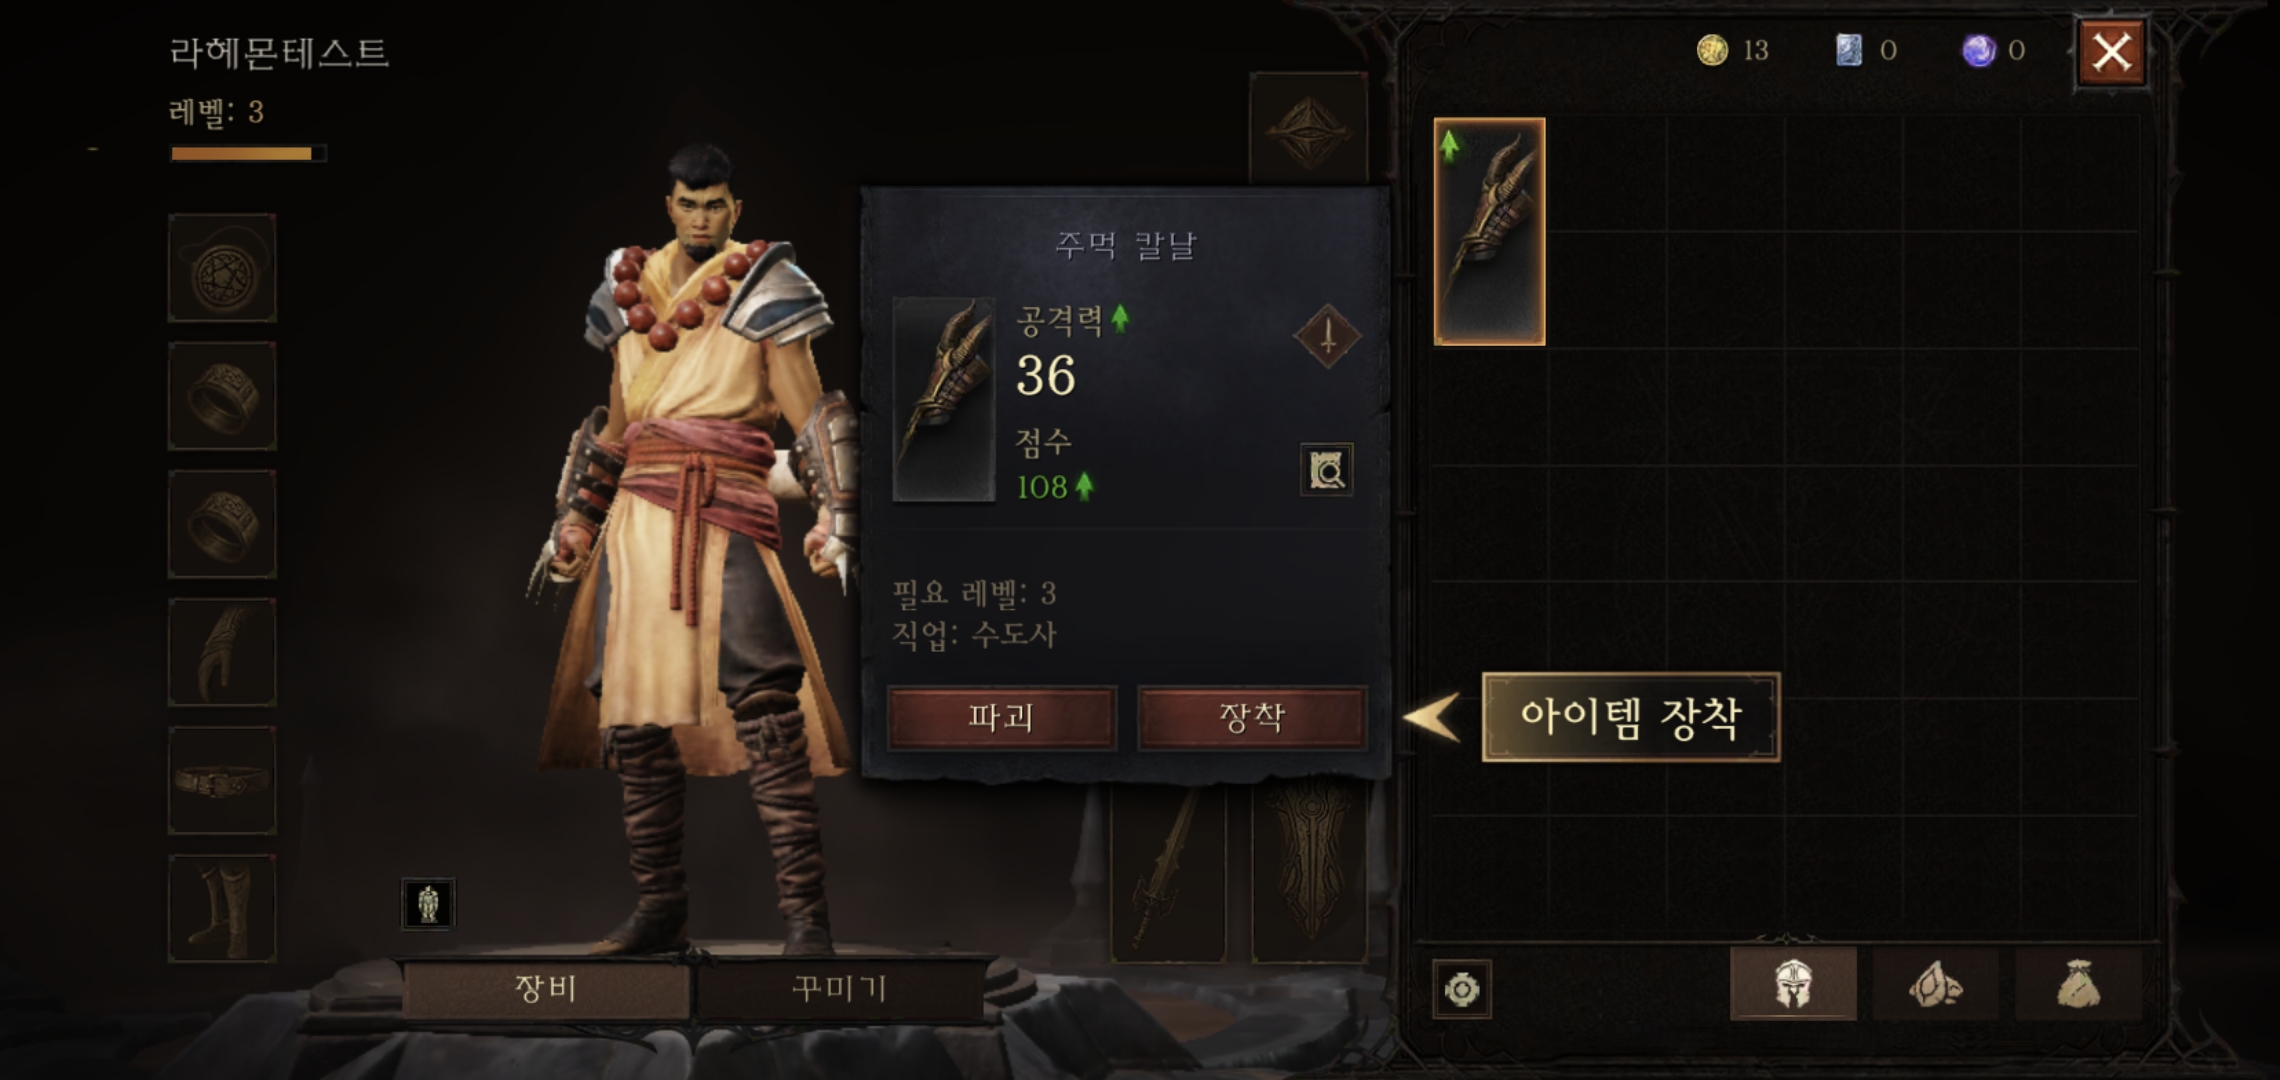 라헤몬테스트
레벨: 3
13
0
0
주먹 칼날
공격력
36
점수
108
필요 레벨: 3
직업: 수도사
파괴
장착
아이템 장착
장비
꾸미기